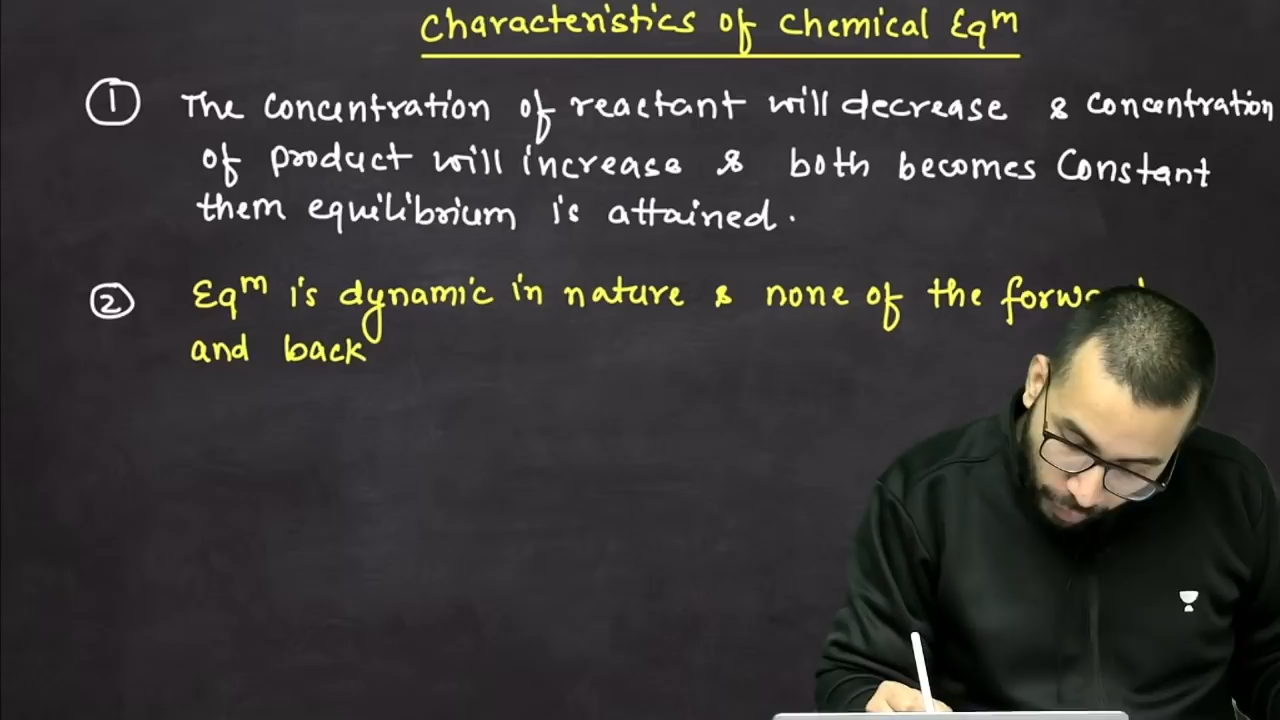 Characteristics of Chemical Eqm
① The Concentration of reactant will decrease & Concentration
of product will increase & both becomes Constant
them equilibrium is attained.
② Eqm is dynamic in nature & none of the
and back